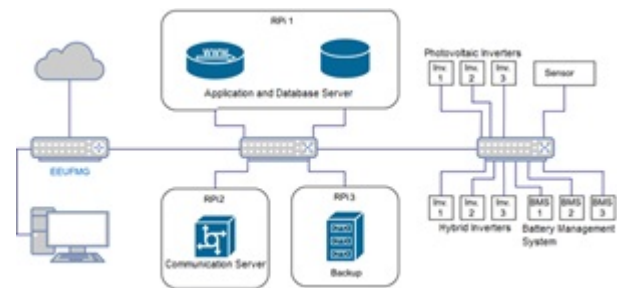 RPi 1
WWW
Application and Database Server
Photovoltaic Inverters
Inv. 1
Inv. 2
Inv. 3
Sensor
EEUFMG
RPi2
Communication Server
RPi3
Backup
Inv. 1
Inv. 2
Inv. 3
Hybrid Inverters
BMS 1
BMS 2
BMS 3
Battery Management
System